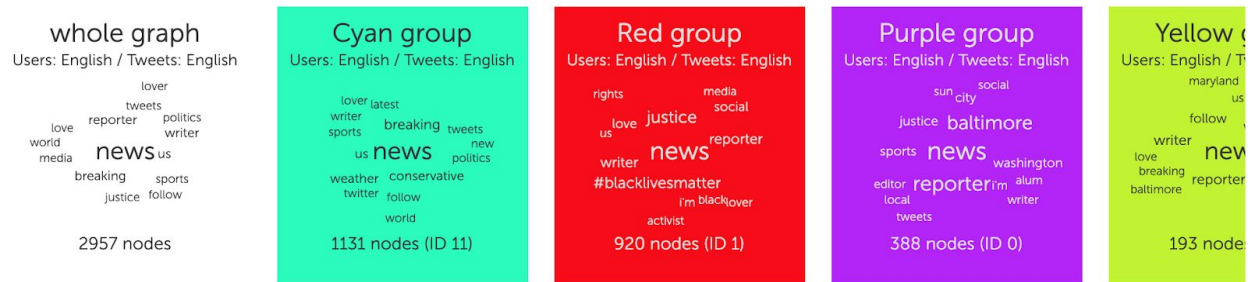 whole graph
Users: English / Tweets: English
lover
tweets
reporter politics
love writer
world
media news us
breaking sports
justice follow
2957 nodes
Cyan group
Users: English / Tweets: English
lover latest
writer
sports breaking tweets
us news new
politics
weather conservative
twitter follow
world
1131 nodes (ID 11)
Red group
Users: English / Tweets: English
rights media
social
love justice
us
reporter
writer news
#blacklivesmatter
i'm black lover
activist
920 nodes (ID 1)
Purple group
Users: English / Tweets: English
sun social
city
justice baltimore
sports news
washington
editor reporter i'm alum
local writer
tweets
388 nodes (ID 0)
Yellow
Users: English /
maryland
us
follow
writer
love
breaking
baltimore reporter
193